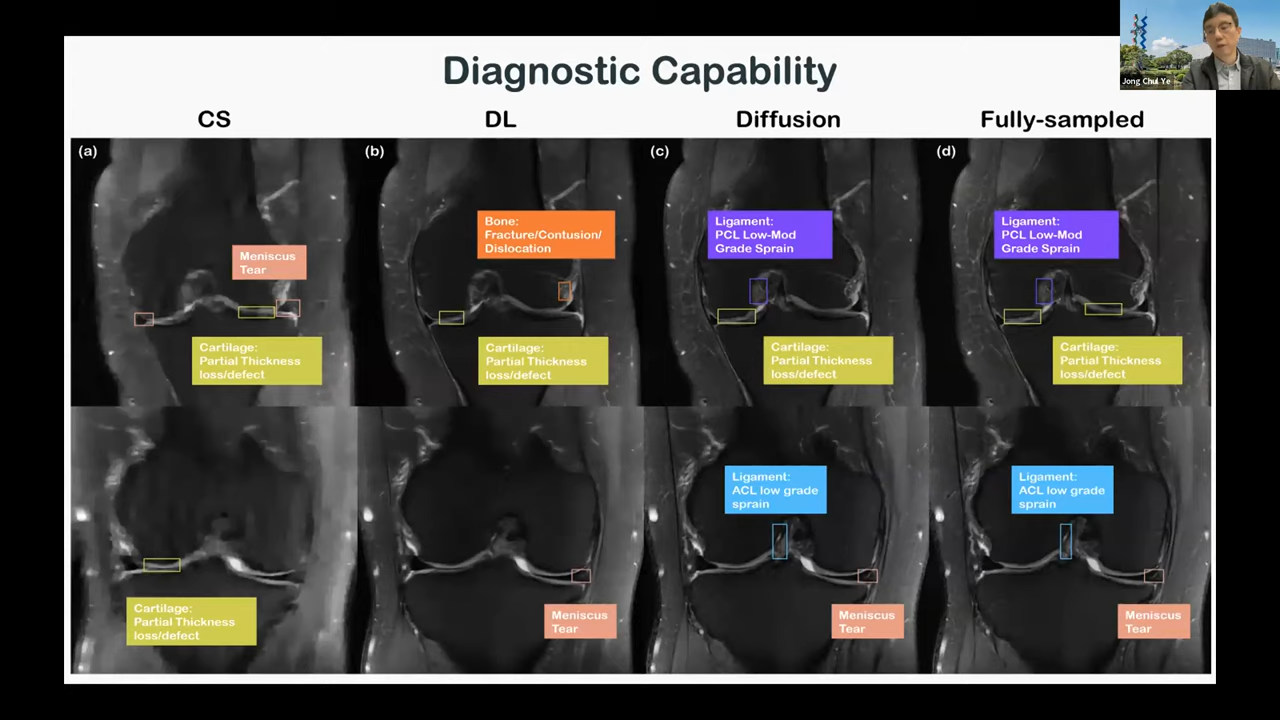 Diagnostic Capability
Jong Chul Ye
CS
DL
Diffusion
Fully-sampled
(a)
(b)
(c)
(d)
Meniscus
Tear
Cartilage:
Partial Thickness
loss/defect
Bone:
Fracture/Contusion/
Dislocation
Cartilage:
Partial Thickness
loss/defect
Ligament:
PCL Low-Mod
Grade Sprain
Cartilage:
Partial Thickness
loss/defect
Ligament:
PCL Low-Mod
Grade Sprain
Cartilage:
Partial Thickness
loss/defect
Cartilage:
Partial Thickness
loss/defect
Meniscus
Tear
Ligament:
ACL low grade
sprain
Meniscus
Tear
Ligament:
ACL low grade
sprain
Meniscus
Tear